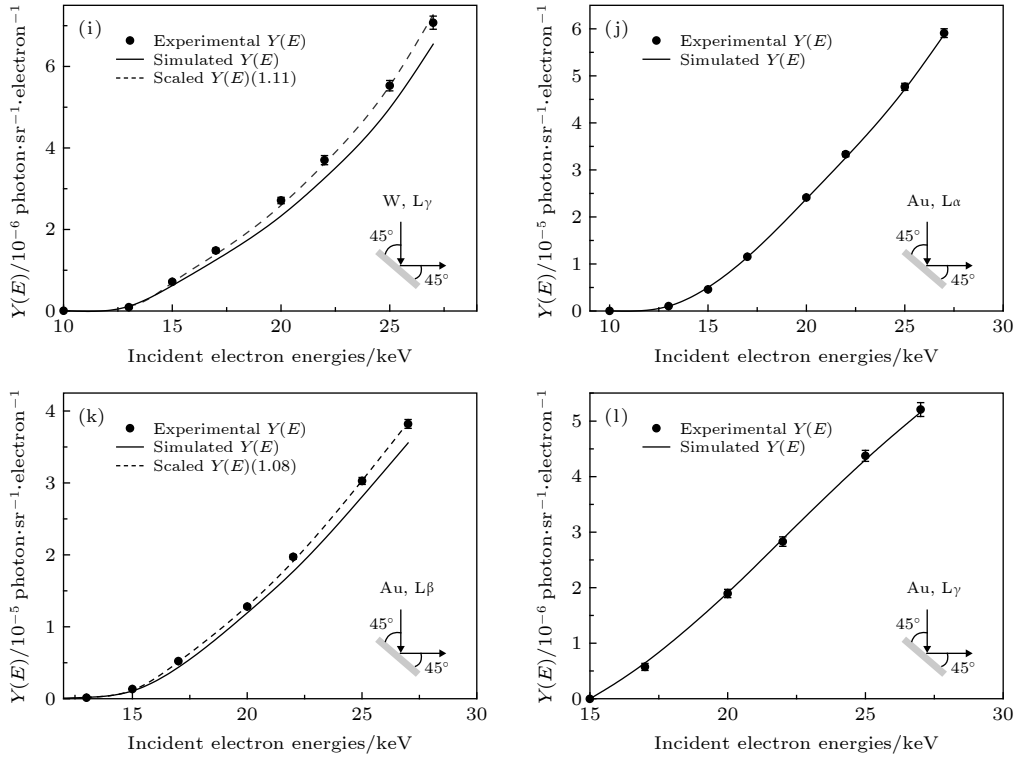 (i)
Experimental Y(E)
Simulated Y(E)
Scaled Y(E)(1.11)
Y(E)/10⁻⁶ photon·sr⁻¹·electron⁻¹
6
4
2
0
W, Lγ
45°
45°
10
15
20
25
Incident electron energies/keV
(j)
Experimental Y(E)
Simulated Y(E)
Y(E)/10⁻⁵ photon·sr⁻¹·electron⁻¹
6
5
4
3
2
1
0
Au, Lα
45°
45°
10
15
20
25
30
Incident electron energies/keV
(k)
Experimental Y(E)
Simulated Y(E)
Scaled Y(E)(1.08)
Y(E)/10⁻⁵ photon·sr⁻¹·electron⁻¹
4
3
2
1
0
Au, Lβ
45°
45°
15
20
25
30
Incident electron energies/keV
(l)
Experimental Y(E)
Simulated Y(E)
Y(E)/10⁻⁶ photon·sr⁻¹·electron⁻¹
5
4
3
2
1
0
Au, Lγ
45°
45°
15
20
25
30
Incident electron energies/keV